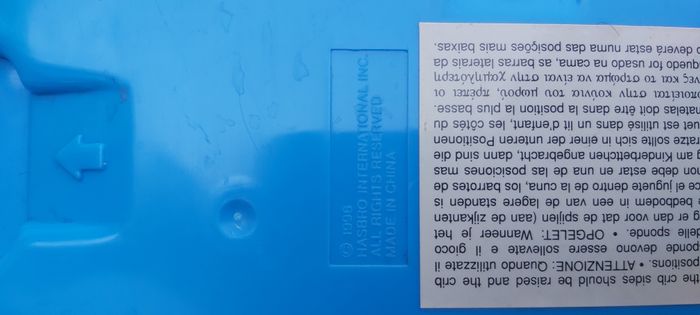 © 1996
HASBRO INTERNATIONAL INC.
ALL RIGHTS RESERVED
MADE IN CHINA
the crib sides should be raised and the crib
positions. • ATTENZIONE: Quando utilizzate il
ponde devono essere sollevate e il gioco
delle sponde. • OPGELET: Wanneer je het
g er dan voor dat de spijlen (aan de zijkanten
e bedbodem in een van de lagere standen is
ce el juguete dentro de la cuna, los barrotes de
non debe estar en una de las posiciones mas
g am Kinderbettchen angebracht, dann sind die
ratze sollte sich in einer der unteren Positionen
uet est utilisé dans un lit d'enfant, les côtés du
natelas doit être dans la position la plus basse.
ποιείται στην κούνια του μωρού, πρέπει οι
νες και το στρώμα να είναι στην χαμηλότερη
quedo for usado na cama, as barras laterais da
o deverá estar numa das posições mais baixas.